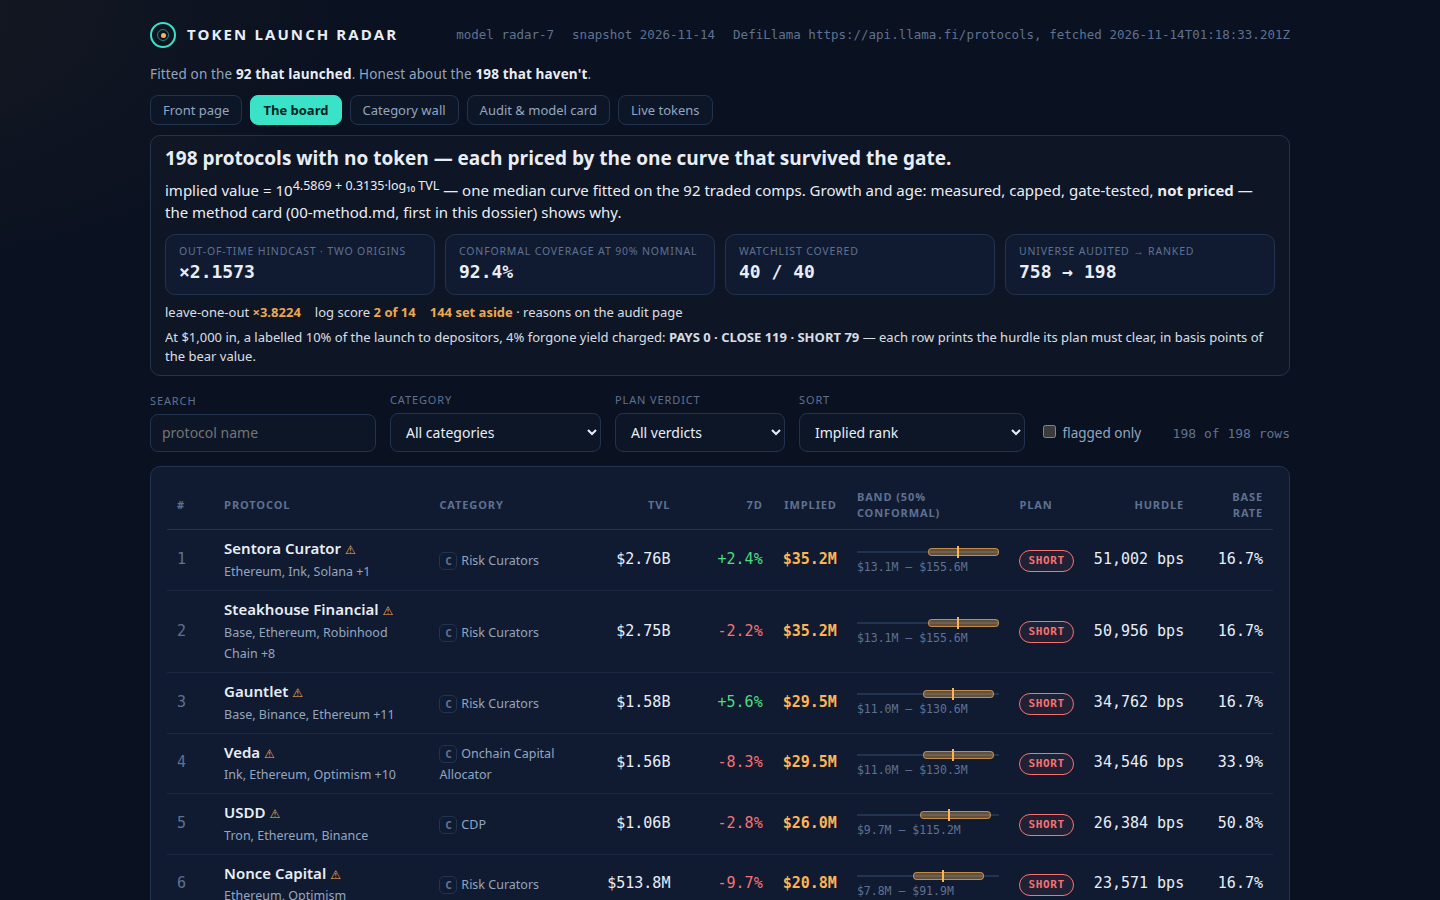 TOKEN LAUNCH RADAR
model radar-7 snapshot 2026-11-14 DefiLlama https://api.llama.fi/protocols, fetched 2026-11-14T01:18:33.201Z
Fitted on the 92 that launched. Honest about the 198 that haven't.
Front page The board Category wall Audit & model card Live tokens
198 protocols with no token — each priced by the one curve that survived the gate.
implied value = 10^4.5869 + 0.3135·log₁₀ TVL — one median curve fitted on the 92 traded comps. Growth and age: measured, capped, gate-tested, not priced —
the method card (00-method.md, first in this dossier) shows why.
OUT-OF-TIME HINDCAST · TWO ORIGINS CONFORMAL COVERAGE AT 90% NOMINAL WATCHLIST COVERED UNIVERSE AUDITED → RANKED
×2.1573 92.4% 40 / 40 758 → 198
leave-one-out ×3.8224 log score 2 of 14 144 set aside · reasons on the audit page
At $1,000 in, a labelled 10% of the launch to depositors, 4% forgone yield charged: PAYS 0 · CLOSE 119 · SHORT 79 — each row prints the hurdle its plan must clear, in basis points of
the bear value.
SEARCH CATEGORY PLAN VERDICT SORT
protocol name All categories All verdicts Implied rank flagged only 198 of 198 rows
# PROTOCOL CATEGORY TVL 7D IMPLIED BAND (50% CONFORMAL) PLAN HURDLE BASE RATE
1 Sentora Curator ⚠ C Risk Curators $2.76B +2.4% $35.2M SHORT 51,002 bps 16.7%
Ethereum, Ink, Solana +1 $13.1M — $155.6M
2 Steakhouse Financial ⚠ C Risk Curators $2.75B -2.2% $35.2M SHORT 50,956 bps 16.7%
Base, Ethereum, Robinhood $13.1M — $155.6M
Chain +8
3 Gauntlet ⚠ C Risk Curators $1.58B +5.6% $29.5M SHORT 34,762 bps 16.7%
Base, Binance, Ethereum +11 $11.0M — $130.6M
4 Veda ⚠ C Onchain Capital Allocator $1.56B -8.3% $29.5M SHORT 34,546 bps 33.9%
Ink, Ethereum, Optimism +10 $11.0M — $130.3M
5 USDD ⚠ C CDP $1.06B -2.8% $26.0M SHORT 26,384 bps 50.8%
Tron, Ethereum, Binance $9.7M — $115.2M
6 Nonce Capital ⚠ C Risk Curators $513.8M -9.7% $20.8M SHORT 23,571 bps 16.7%
Ethereum, Optimism $7.8M — $91.9M